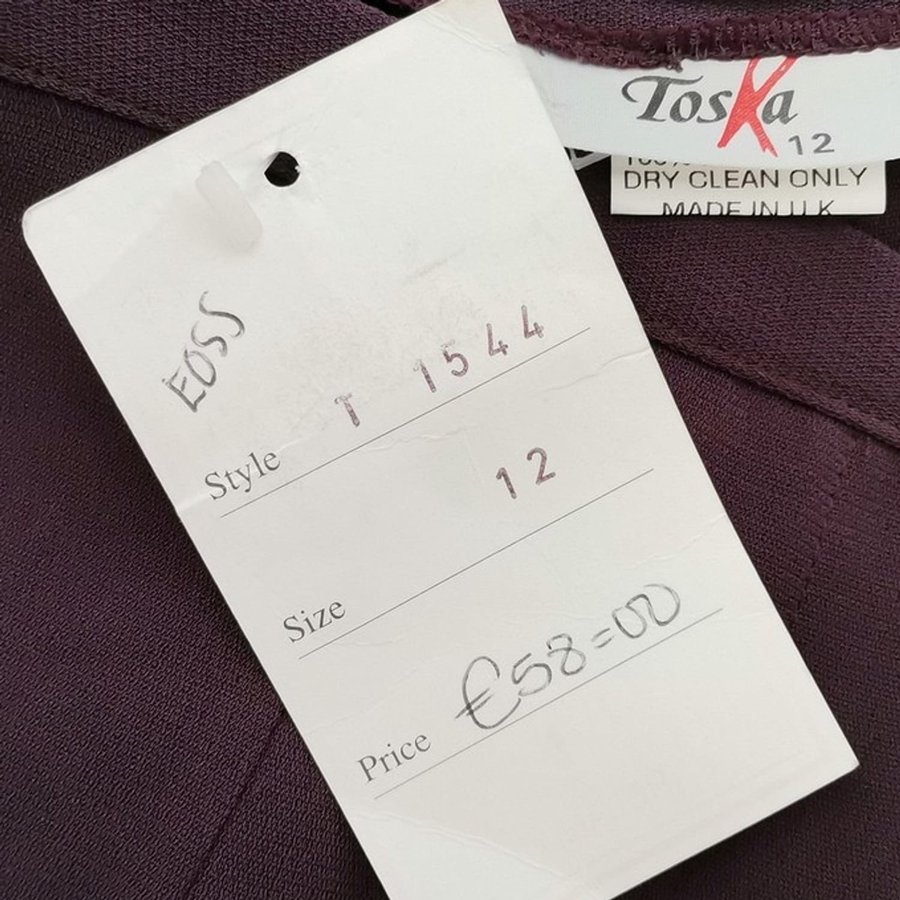 Toska
12
DRY CLEAN ONLY
MADE IN U.K
EOSS
Style T 1544
Size 12
Price €58=00